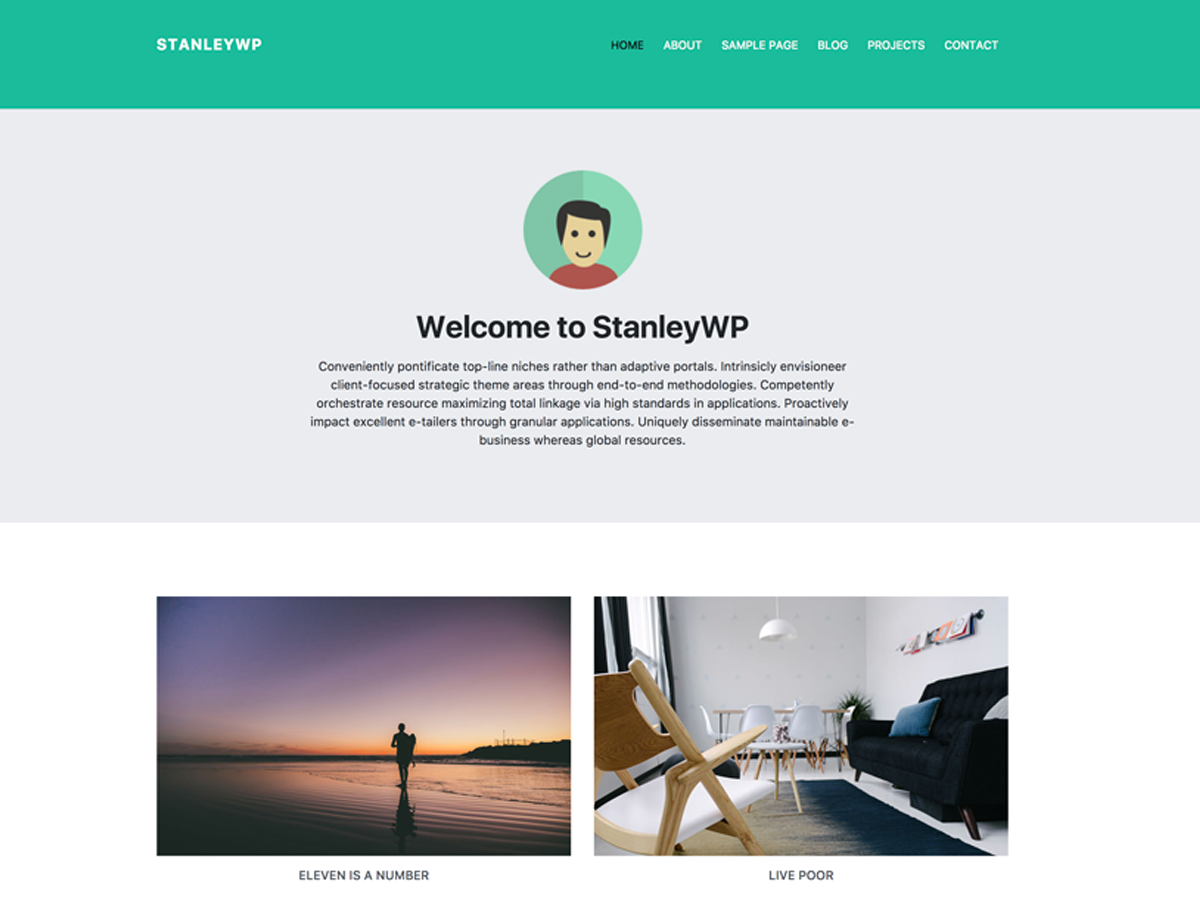 STANLEYWP
HOME ABOUT SAMPLE PAGE BLOG PROJECTS CONTACT
Welcome to StanleyWP
Conveniently pontificate top-line niches rather than adaptive portals. Intrinsicly envisioneer
client-focused strategic theme areas through end-to-end methodologies. Competently
orchestrate resource maximizing total linkage via high standards in applications. Proactively
impact excellent e-tailers through granular applications. Uniquely disseminate maintainable e-
business whereas global resources.
ELEVEN IS A NUMBER
LIVE POOR